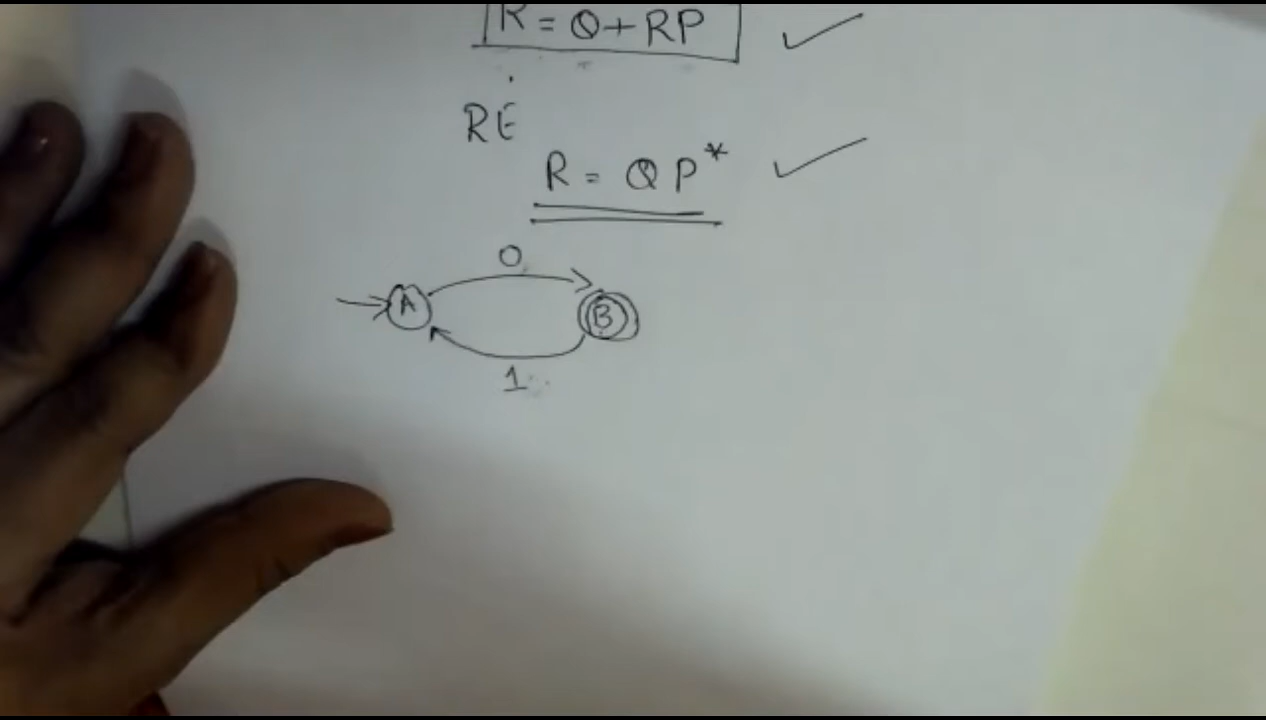 R = Q + RP
RE
R = QP*
0
A
B
1